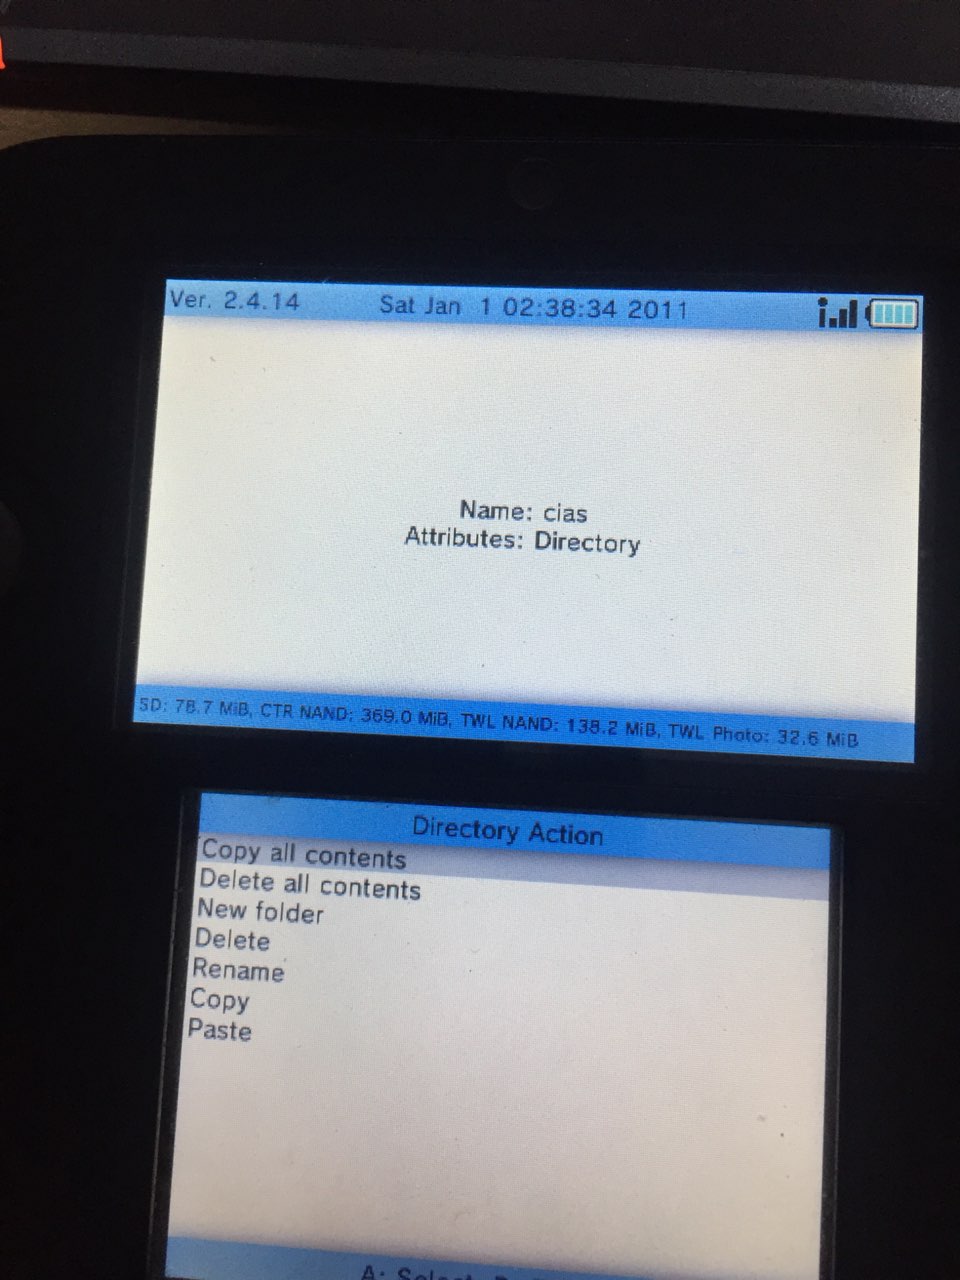 Ver. 2.4.14 Sat Jan 1 02:38:34 2011
Name: cias
Attributes: Directory
SD: 78.7 MiB, CTR NAND: 369.0 MiB, TWL NAND: 138.2 MiB, TWL Photo: 32.6 MiB
Directory Action
Copy all contents
Delete all contents
New folder
Delete
Rename
Copy
Paste
A: Select